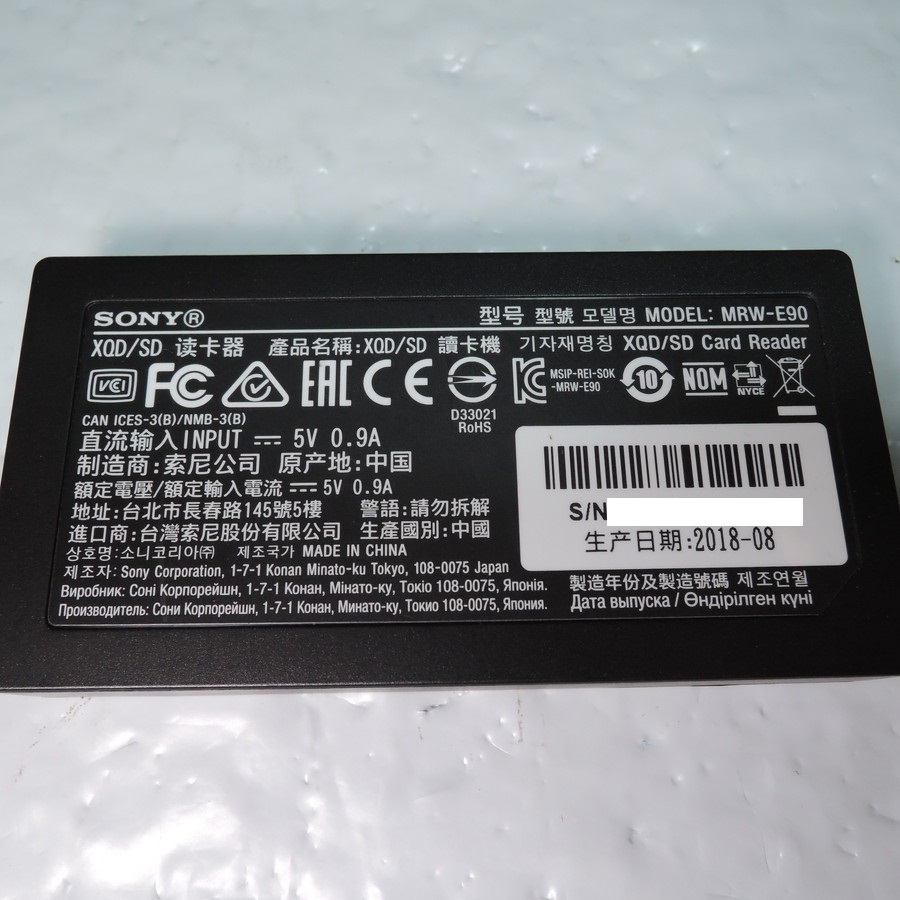 SONY®
型号 型號 모델명 MODEL: MRW-E90
XQD/SD 读卡器 產品名稱:XQD/SD 讀卡機 기자재명칭 XQD/SD Card Reader
VCI FC EAC CE D33021 RoHS KC MSIP-REI-SOK-MRW-E90 10 NOM NYCE
CAN ICES-3(B)/NMB-3(B)
直流输入INPUT ⎓ 5V 0.9A
制造商:索尼公司 原产地:中国
額定電壓/額定輸入電流 ⎓ 5V 0.9A
地址:台北市長春路145號5樓 警語:請勿拆解
進口商:台灣索尼股份有限公司 生產國別:中國
상호명:소니코리아㈜ 제조국가 MADE IN CHINA
제조자: Sony Corporation, 1-7-1 Konan Minato-ku Tokyo, 108-0075 Japan
Виробник: Соні Корпорейшн, 1-7-1 Конан, Мінато-ку, Токіо 108-0075, Японія.
Производитель: Сони Корпорейшн, 1-7-1 Конан, Минато-ку, Токио 108-0075, Япония.
S/N
生产日期:2018-08
製造年份及製造號碼 제조연월
Дата выпуска / Өндірілген күні